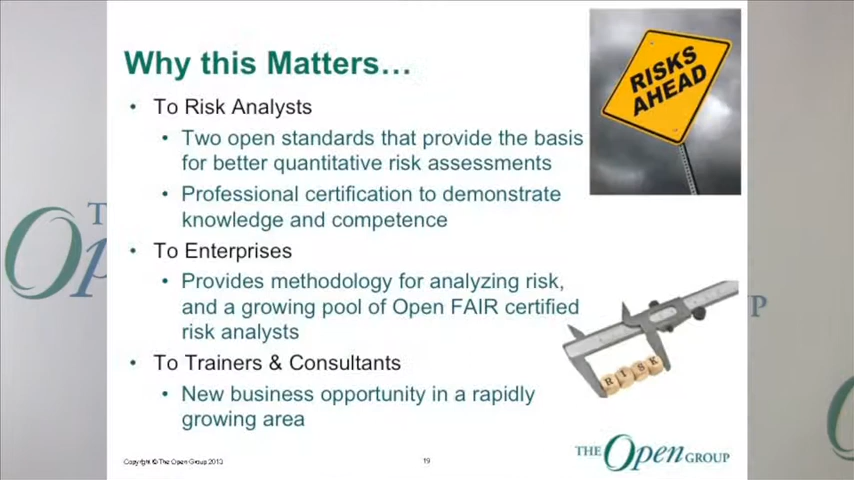 Why this Matters...
RISKS
AHEAD
• To Risk Analysts
• Two open standards that provide the basis
for better quantitative risk assessments
• Professional certification to demonstrate
knowledge and competence
• To Enterprises
• Provides methodology for analyzing risk,
and a growing pool of Open FAIR certified
risk analysts
RISK
• To Trainers & Consultants
• New business opportunity in a rapidly
growing area
Copyright © The Open Group 2013
19
THE Open GROUP